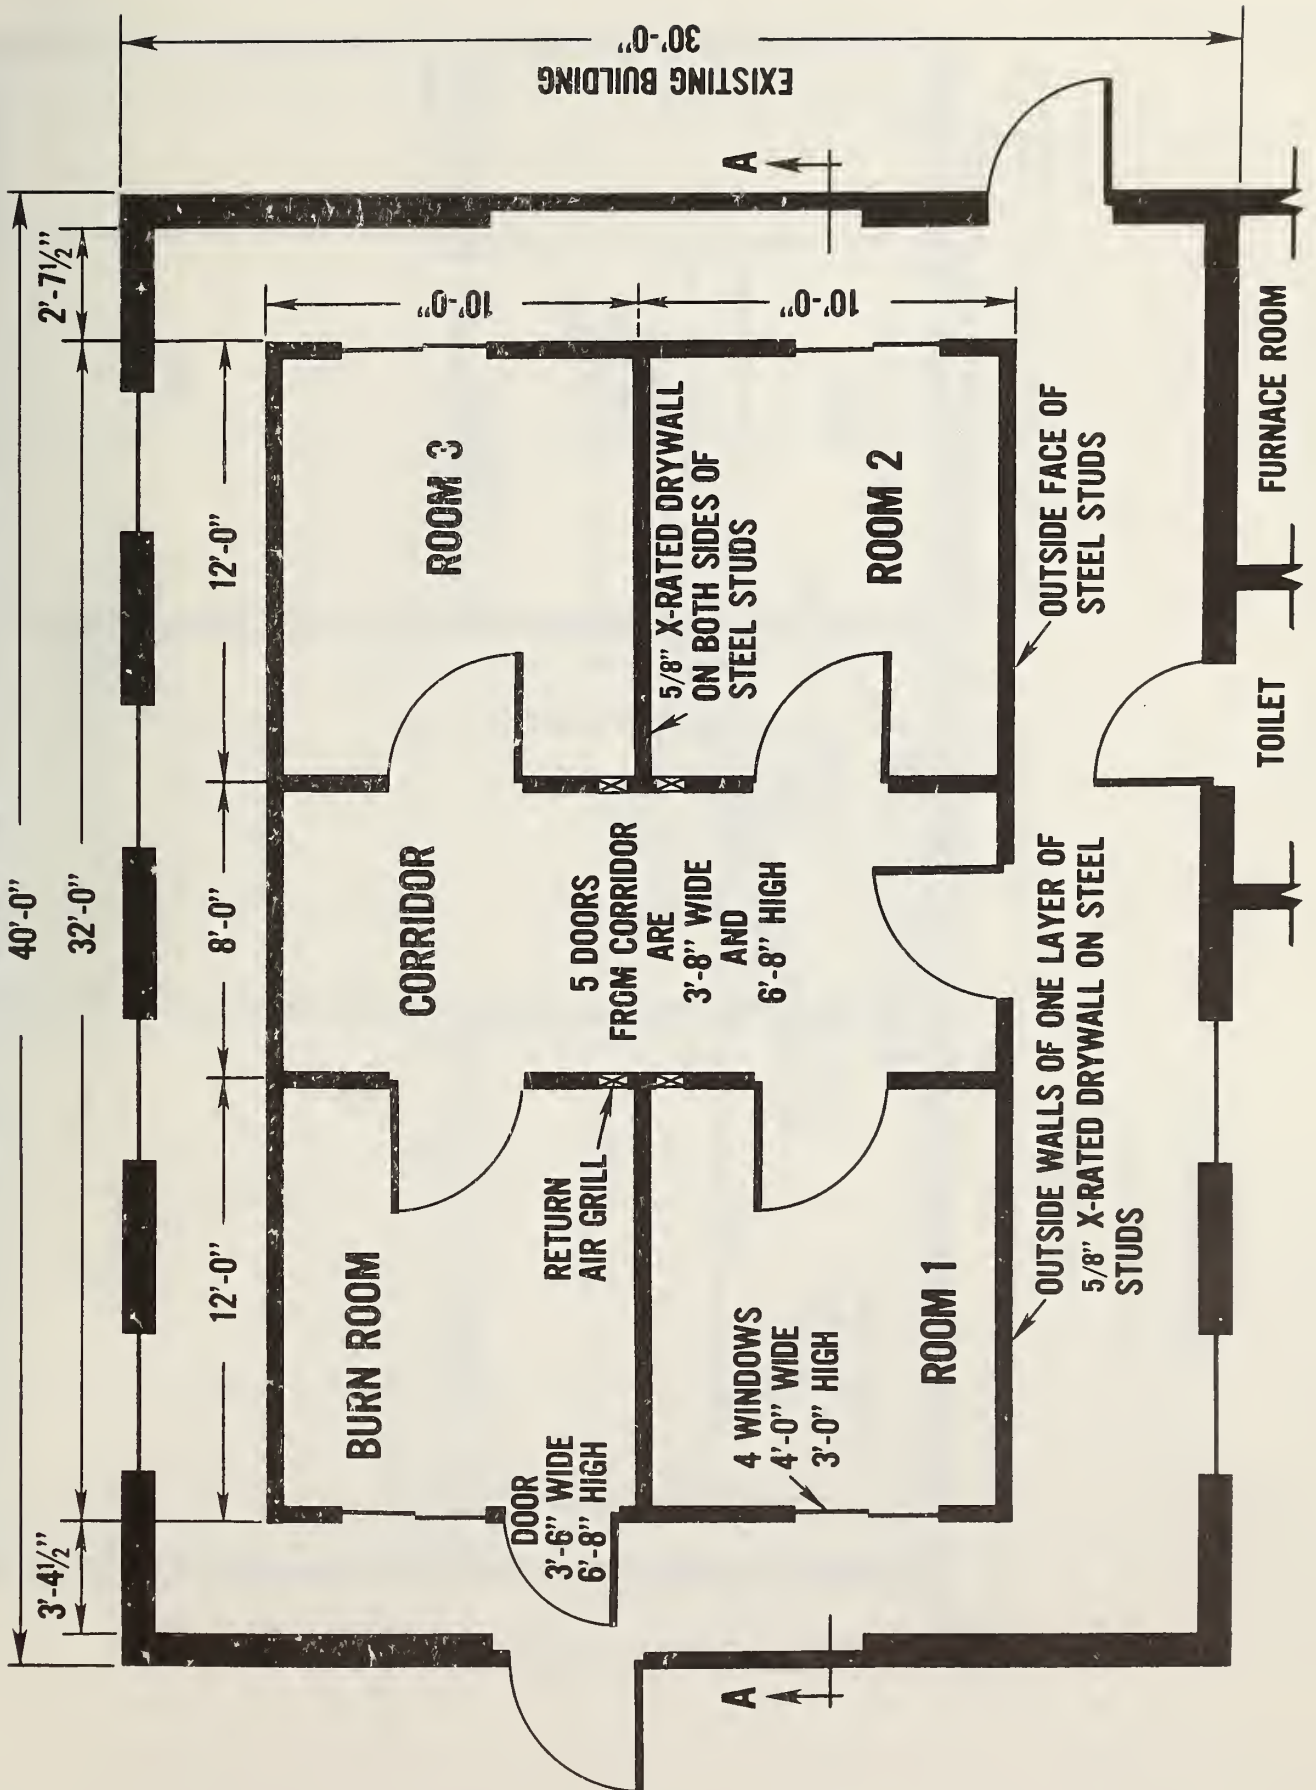 40'-0"
32'-0"
3'-4½"
2'-7½"
12'-0"
8'-0"
12'-0"
EXISTING BUILDING
30'-0"
BURN ROOM
CORRIDOR
ROOM 3
10'-0"
10'-0"
DOOR
3'-6" WIDE
6'-8" HIGH
RETURN
AIR GRILL
5 DOORS
FROM CORRIDOR
ARE
3'-8" WIDE
AND
6'-8" HIGH
5/8" X-RATED DRYWALL
ON BOTH SIDES OF
STEEL STUDS
4 WINDOWS
4'-0" WIDE
3'-0" HIGH
ROOM 1
ROOM 2
A
A
OUTSIDE WALLS OF ONE LAYER OF
5/8" X-RATED DRYWALL ON STEEL
STUDS
OUTSIDE FACE OF
STEEL STUDS
TOILET
FURNACE ROOM